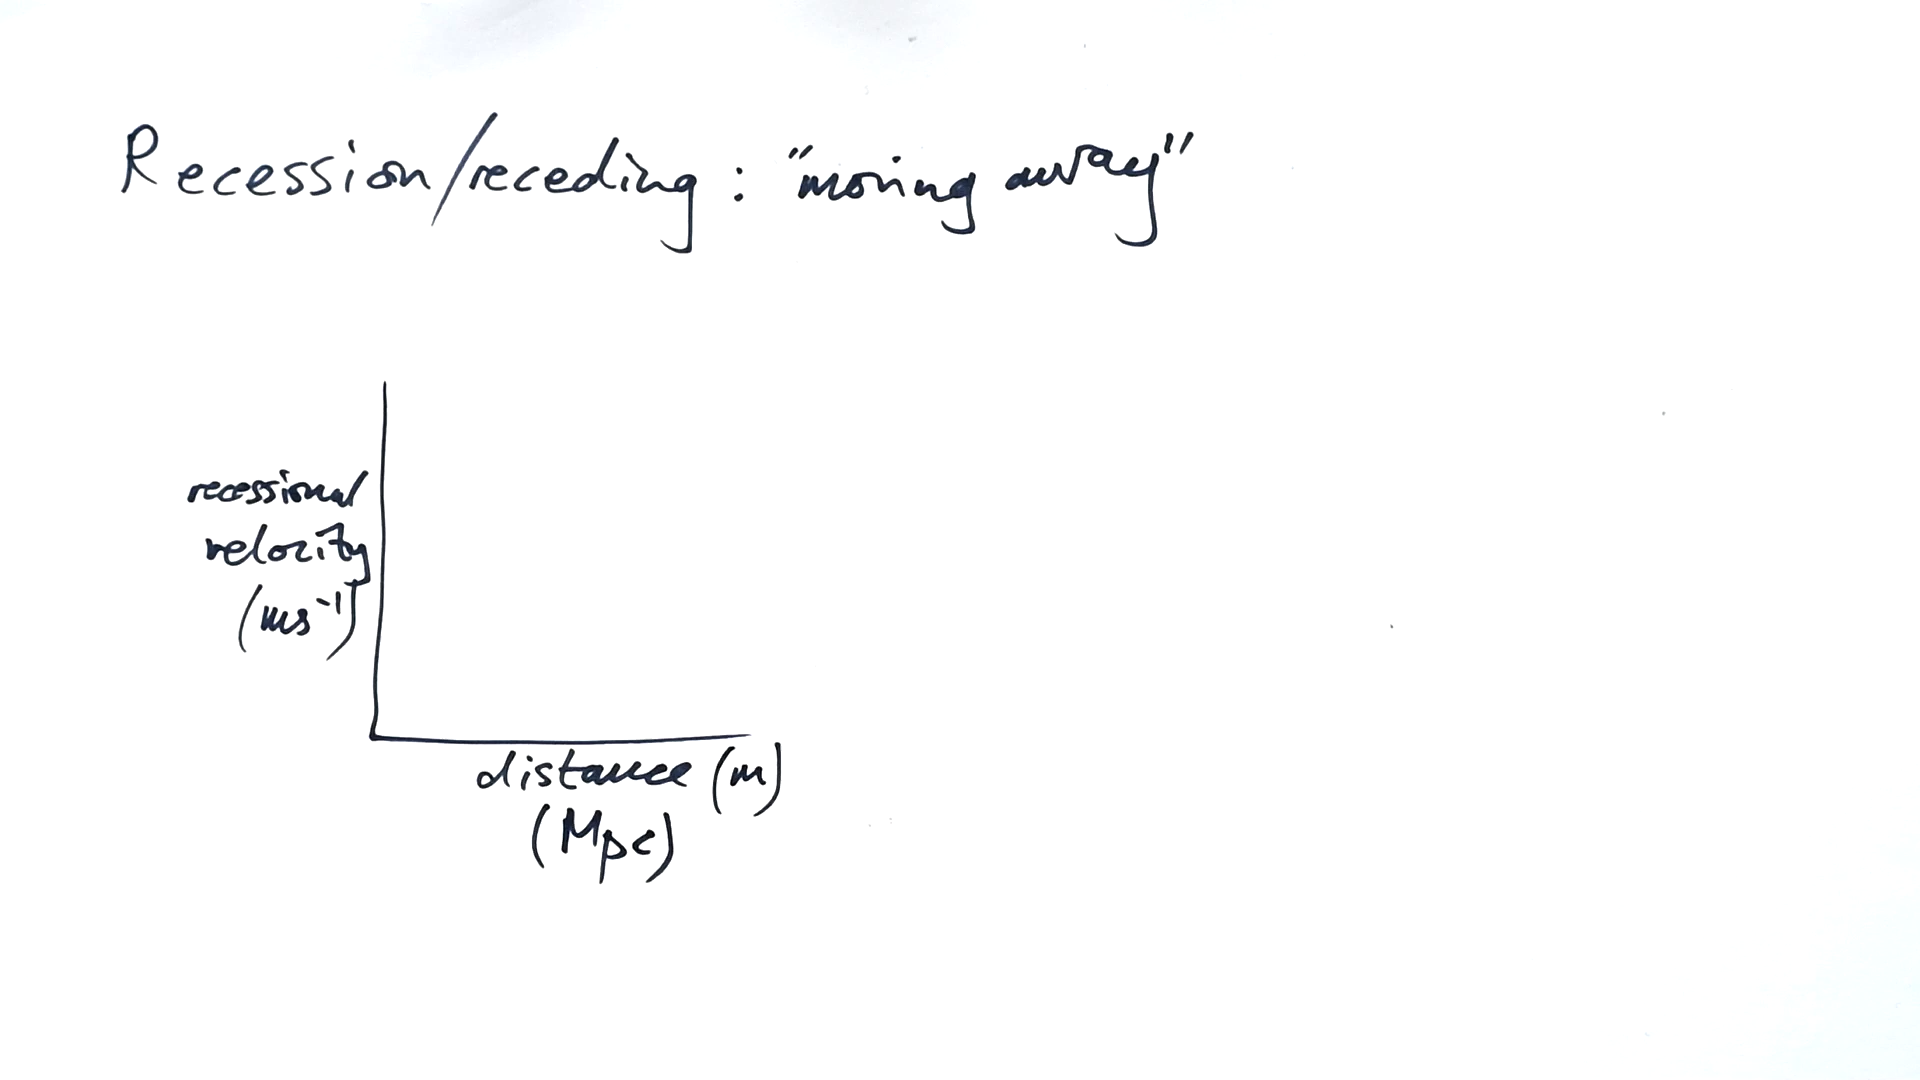 Recession/receding : "moving away"
recessional
velocity
(ms⁻¹)
distance (m)
(Mpc)